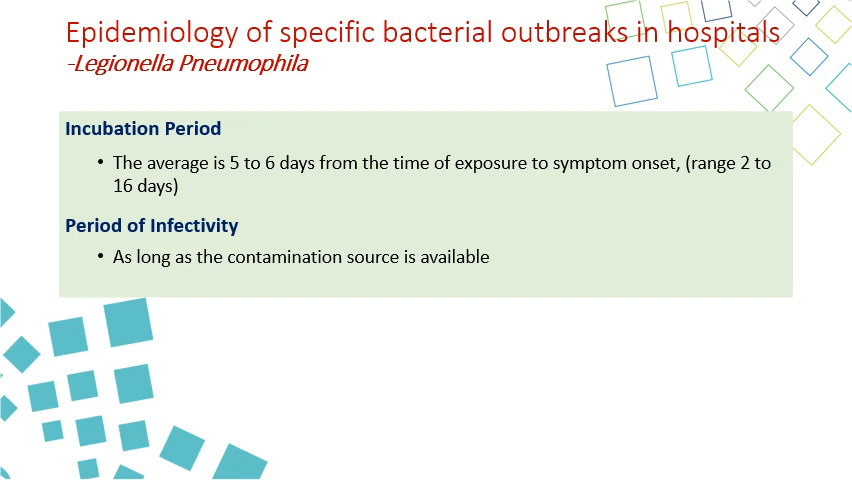 Epidemiology of specific bacterial outbreaks in hospitals
-Legionella Pneumophila
Incubation Period
• The average is 5 to 6 days from the time of exposure to symptom onset, (range 2 to
16 days)
Period of Infectivity
• As long as the contamination source is available